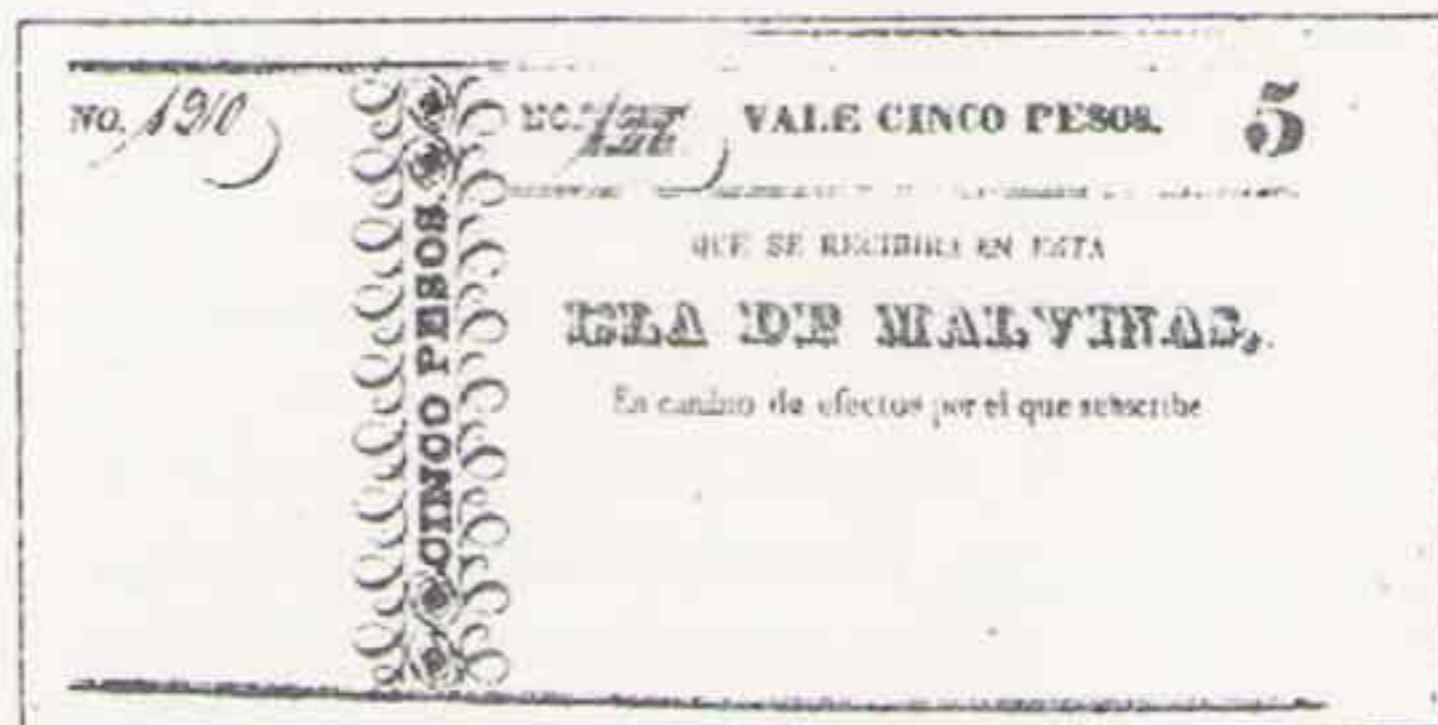 NO. 1910
CINCO PESOS.
NO. VALE CINCO PESOS. 5
QUE SE RECIBIRA EN ESTA
ISLA DE MALVINAS,
En cambio de efectos por el que subscribe